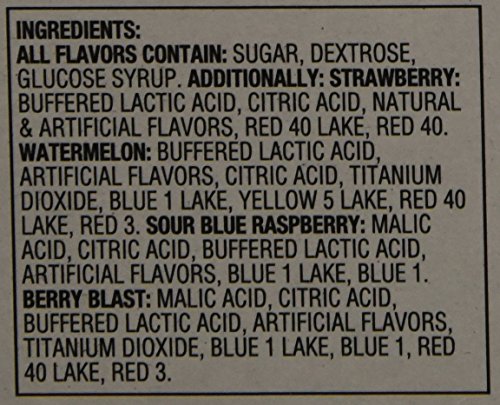 INGREDIENTS:
ALL FLAVORS CONTAIN: SUGAR, DEXTROSE,
GLUCOSE SYRUP. ADDITIONALLY: STRAWBERRY:
BUFFERED LACTIC ACID, CITRIC ACID, NATURAL
& ARTIFICIAL FLAVORS, RED 40 LAKE, RED 40.
WATERMELON: BUFFERED LACTIC ACID,
ARTIFICIAL FLAVORS, CITRIC ACID, TITANIUM
DIOXIDE, BLUE 1 LAKE, YELLOW 5 LAKE, RED 40
LAKE, RED 3. SOUR BLUE RASPBERRY: MALIC
ACID, CITRIC ACID, BUFFERED LACTIC ACID,
ARTIFICIAL FLAVORS, BLUE 1 LAKE, BLUE 1.
BERRY BLAST: MALIC ACID, CITRIC ACID,
BUFFERED LACTIC ACID, ARTIFICIAL FLAVORS,
TITANIUM DIOXIDE, BLUE 1 LAKE, BLUE 1, RED
40 LAKE, RED 3.